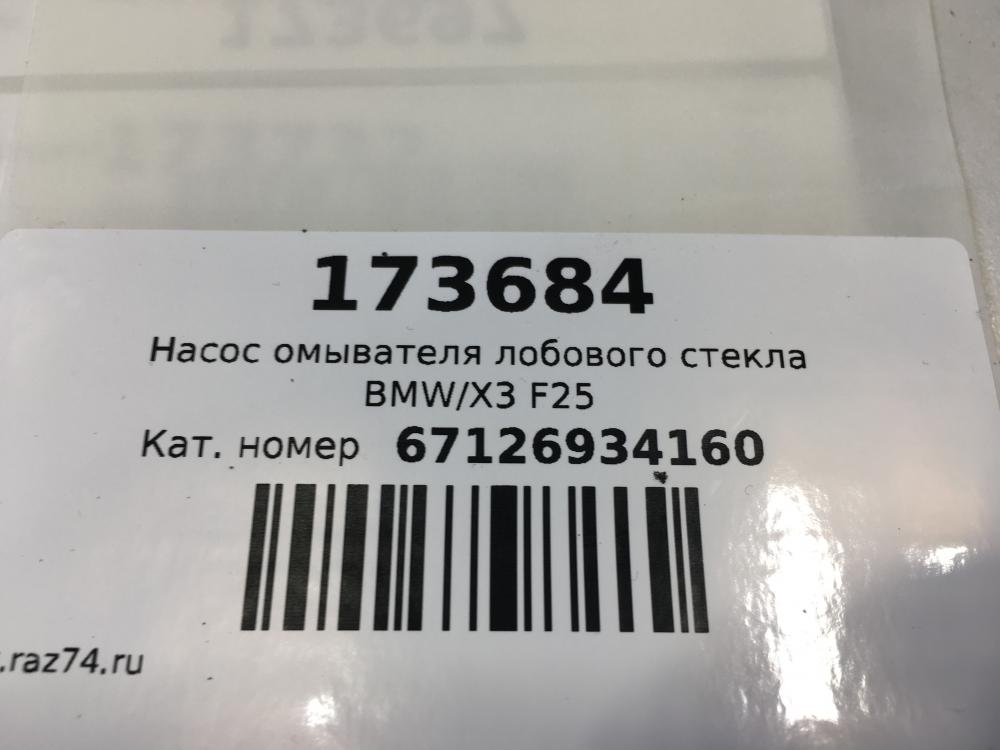 173684
Насос омывателя лобового стекла
BMW/X3 F25
Кат. номер 67126934160
.raz74.ru